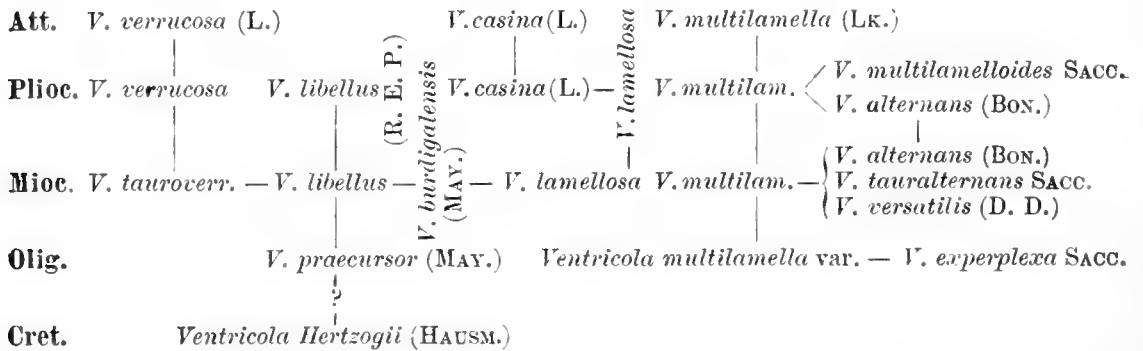 Att. V. verrucosa (L.) V. casina (L.) V. multilamella (LK.)
Plioc. V. verrucosa V. libellus (R. E. P.) V. casina (L.) — V. lamellosa V. multilam.
V. multilamelloides SACC.
V. alternans (BON.)
Mioc. V. tauroverr. — V. libellus — V. burdigalensis (MAY.) — V. lamellosa V. multilam. —
V. alternans (BON.)
V. tauralternans SACC.
V. versatilis (D. D.)
Olig. V. praecursor (MAY.) Ventricola multilamella var. — V. experplexa SACC.
?
Cret. Ventricola Hertzogii (HAUSM.)